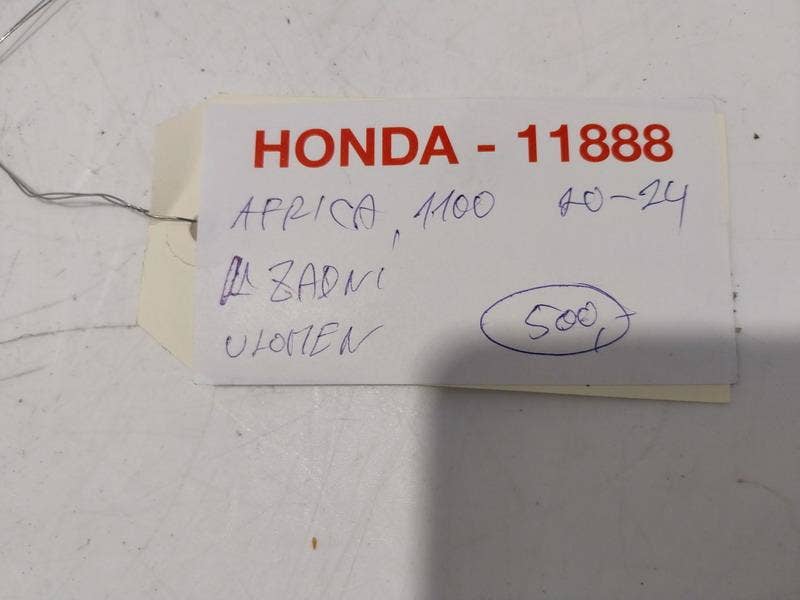 HONDA - 11888
AFRICA, 1100 20-24
ZADNI
ULOMEN
500,-